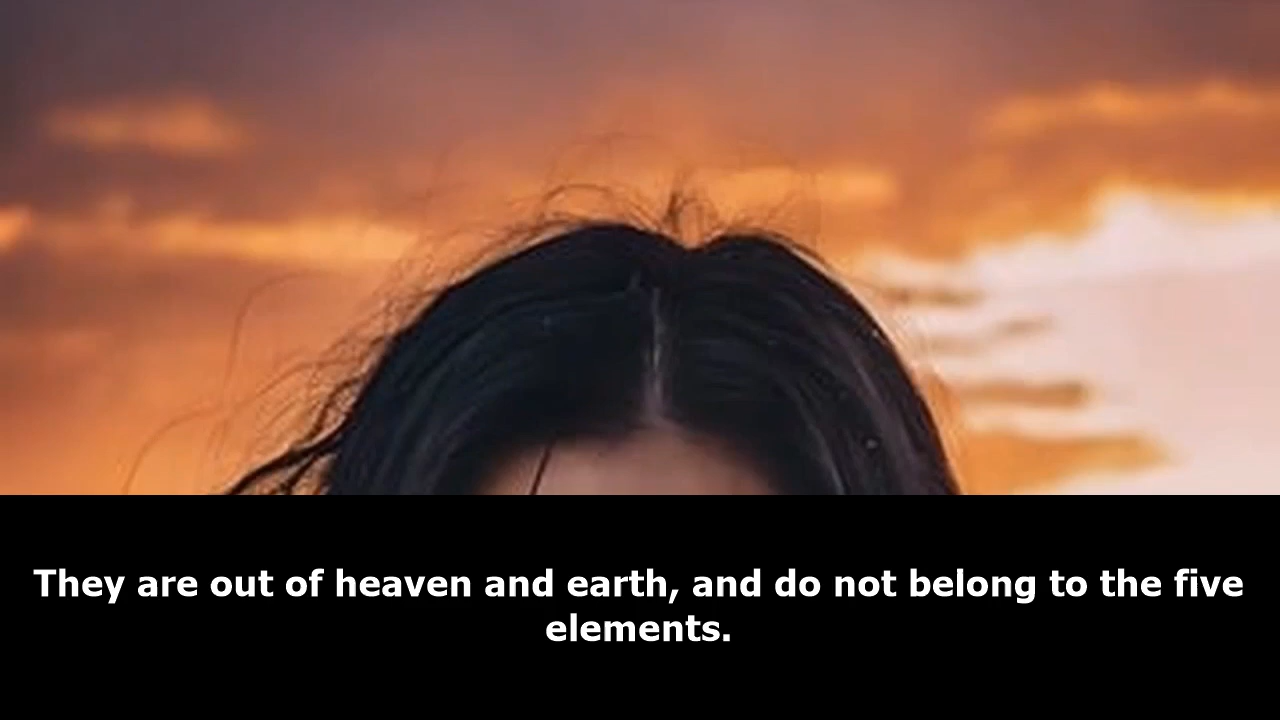 They are out of heaven and earth, and do not belong to the five
elements.